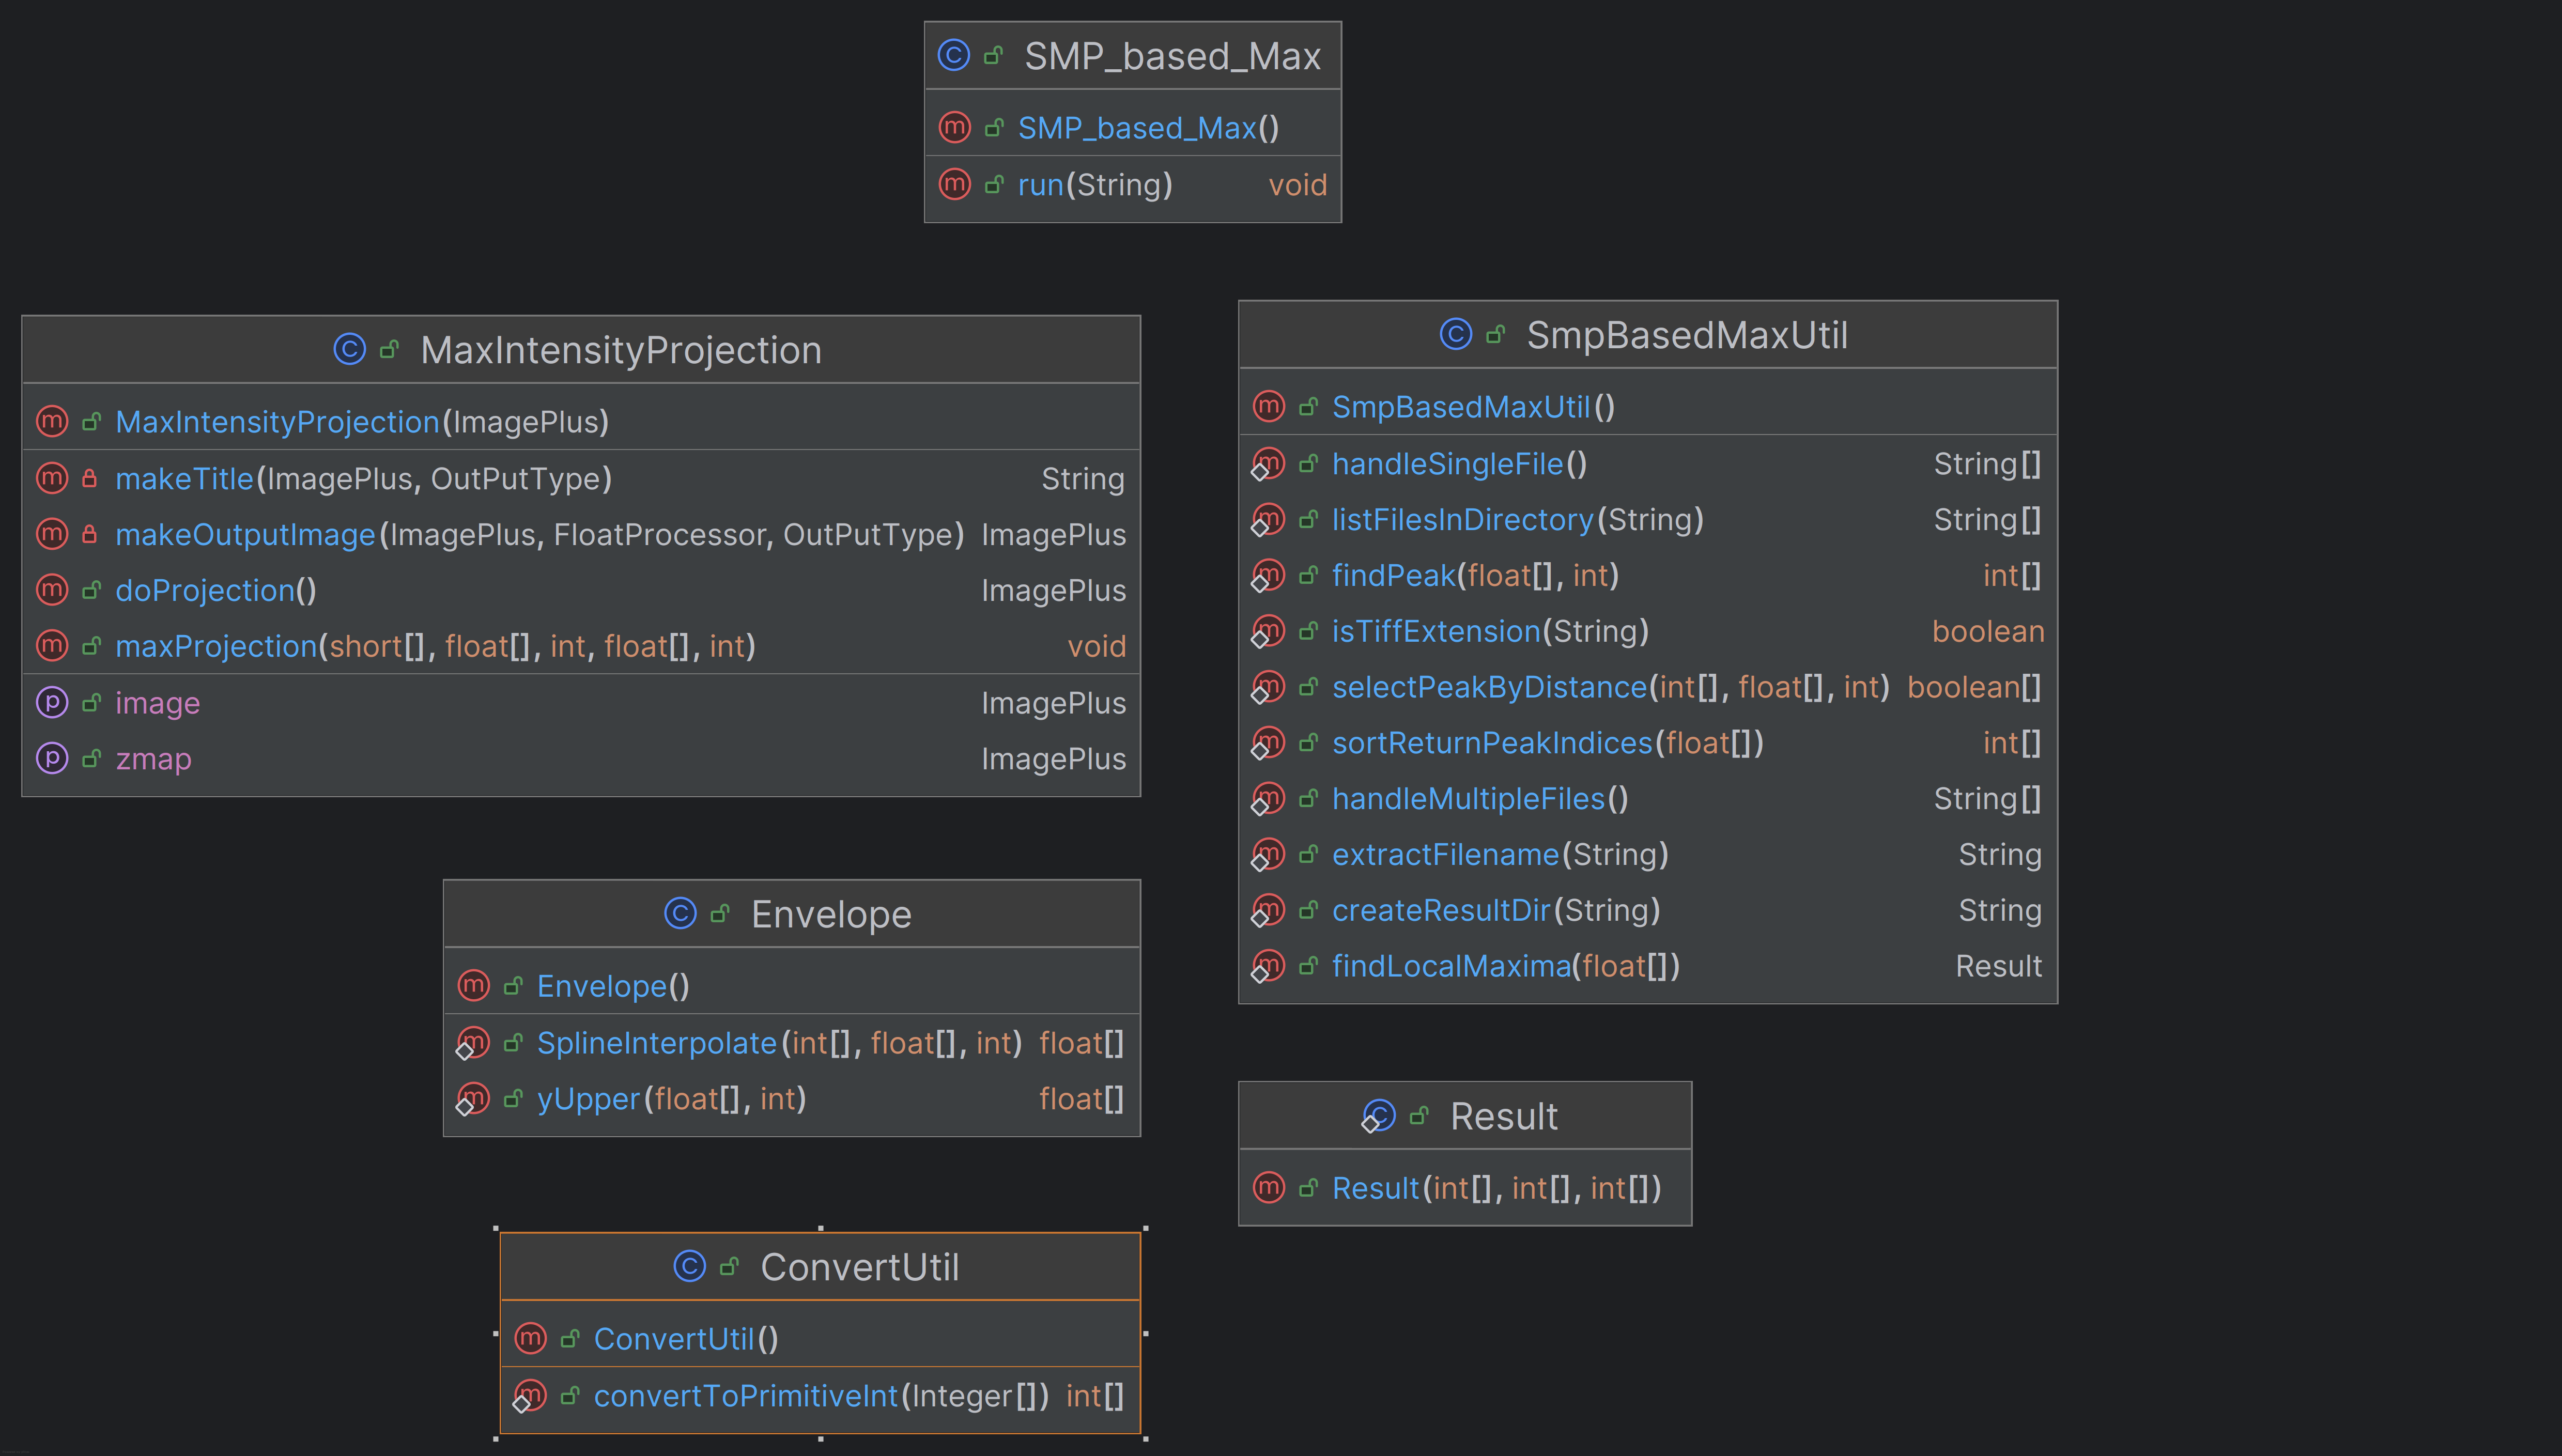 SMP_based_Max
SMP_based_Max()
run(String) void
MaxIntensityProjection
MaxIntensityProjection(ImagePlus)
makeTitle(ImagePlus, OutPutType) String
makeOutputImage(ImagePlus, FloatProcessor, OutPutType) ImagePlus
doProjection() ImagePlus
maxProjection(short[], float[], int, float[], int) void
image ImagePlus
zmap ImagePlus
SmpBasedMaxUtil
SmpBasedMaxUtil()
handleSingleFile() String[]
listFilesInDirectory(String) String[]
findPeak(float[], int) int[]
isTiffExtension(String) boolean
selectPeakByDistance(int[], float[], int) boolean[]
sortReturnPeakIndices(float[]) int[]
handleMultipleFiles() String[]
extractFilename(String) String
createResultDir(String) String
findLocalMaxima(float[]) Result
Envelope
Envelope()
SplineInterpolate(int[], float[], int) float[]
yUpper(float[], int) float[]
Result
Result(int[], int[], int[])
ConvertUtil
ConvertUtil()
convertToPrimitiveInt(Integer[]) int[]